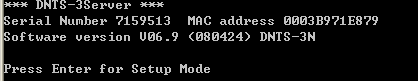 *** DNTS-3Server ***
Serial Number 7159513  MAC address 0003B971E879
Software version V06.9 (080424) DNTS-3N
Press Enter for Setup Mode